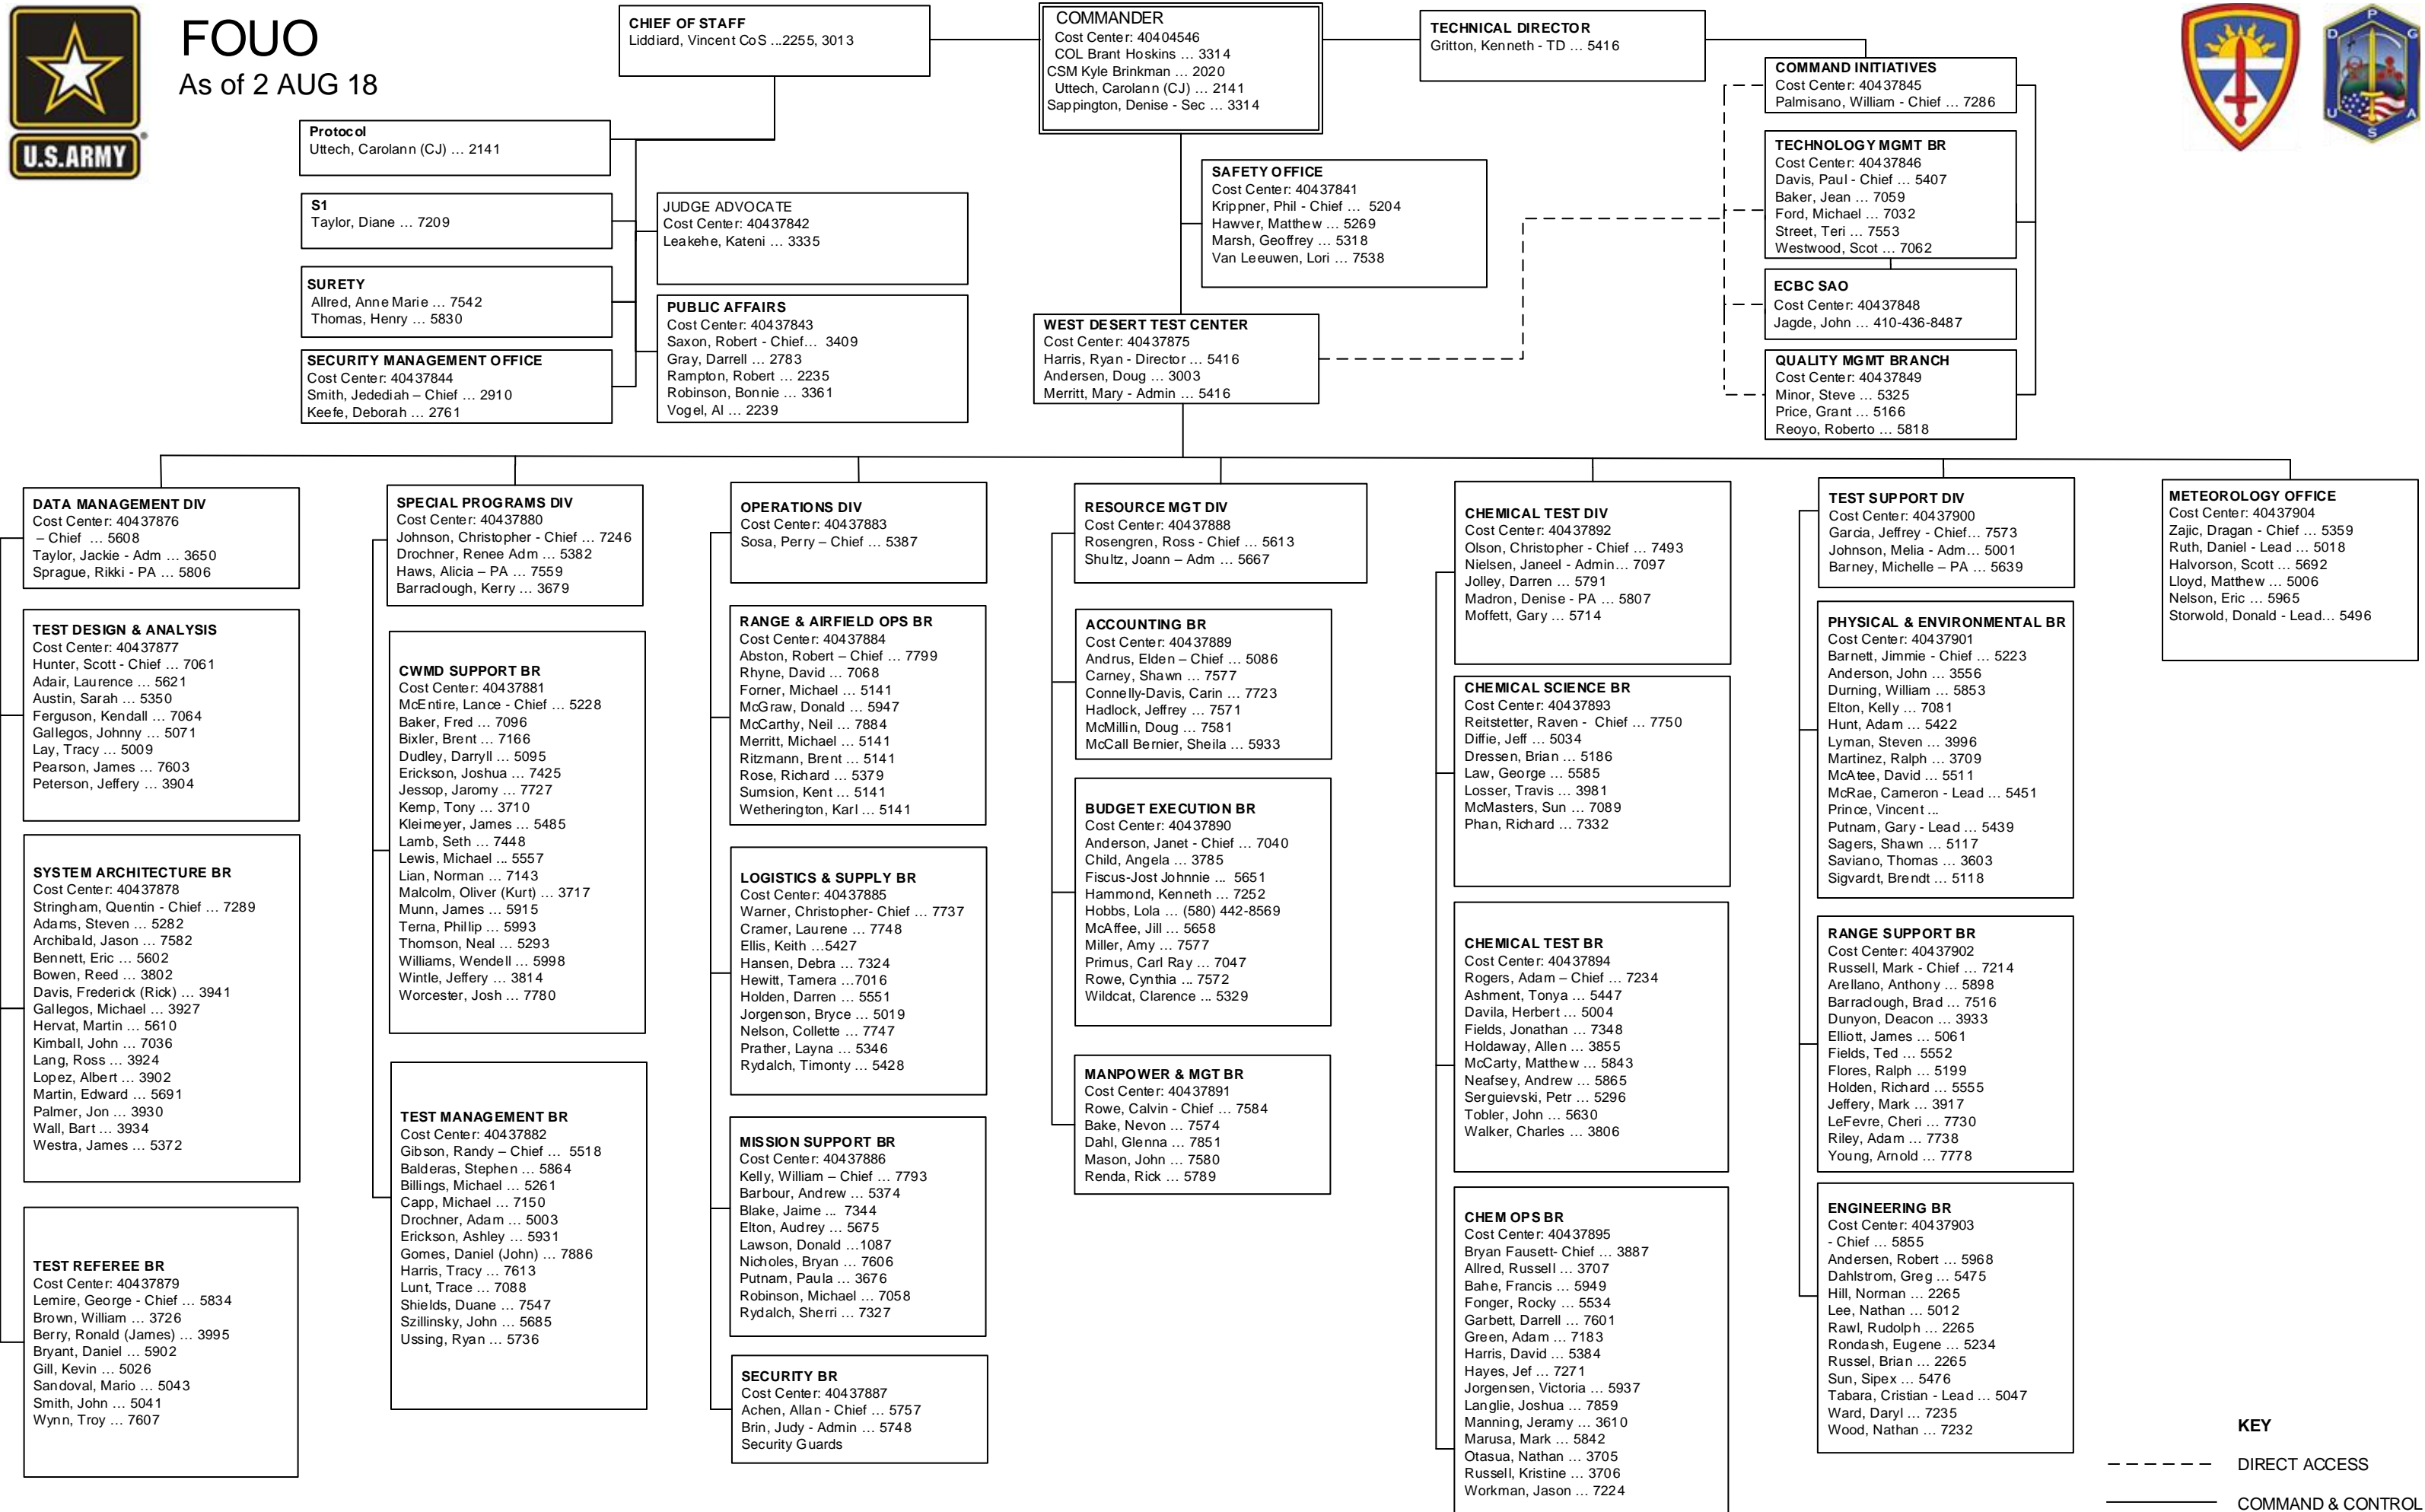 FOUO
As of 2 AUG 18
U.S.ARMY
CHIEF OF STAFF
Liddiard, Vincent CoS ...2255, 3013
COMMANDER
Cost Center: 40404546
COL Brant Hoskins ... 3314
CSM Kyle Brinkman ... 2020
Uttech, Carolann (CJ) ... 2141
Sappington, Denise - Sec ... 3314
TECHNICAL DIRECTOR
Gritton, Kenneth - TD ... 5416
COMMAND INITIATIVES
Cost Center: 40437845
Palmisano, William - Chief ... 7286
D P G U S A
Protocol
Uttech, Carolann (CJ) ... 2141
S1
Taylor, Diane ... 7209
SURETY
Allred, Anne Marie ... 7542
Thomas, Henry ... 5830
SECURITY MANAGEMENT OFFICE
Cost Center: 40437844
Smith, Jedediah – Chief ... 2910
Keefe, Deborah ... 2761
JUDGE ADVOCATE
Cost Center: 40437842
Leakehe, Kateni ... 3335
PUBLIC AFFAIRS
Cost Center: 40437843
Saxon, Robert - Chief... 3409
Gray, Darrell ... 2783
Rampton, Robert ... 2235
Robinson, Bonnie ... 3361
Vogel, Al ... 2239
SAFETY OFFICE
Cost Center: 40437841
Krippner, Phil - Chief ... 5204
Hawver, Matthew ... 5269
Marsh, Geoffrey ... 5318
Van Leeuwen, Lori ... 7538
WEST DESERT TEST CENTER
Cost Center: 40437875
Harris, Ryan - Director ... 5416
Andersen, Doug ... 3003
Merritt, Mary - Admin ... 5416
TECHNOLOGY MGMT BR
Cost Center: 40437846
Davis, Paul - Chief ... 5407
Baker, Jean ... 7059
Ford, Michael ... 7032
Street, Teri ... 7553
Westwood, Scot ... 7062
ECBC SAO
Cost Center: 40437848
Jagde, John ... 410-436-8487
QUALITY MGMT BRANCH
Cost Center: 40437849
Minor, Steve ... 5325
Price, Grant ... 5166
Reoyo, Roberto ... 5818
DATA MANAGEMENT DIV
Cost Center: 40437876
– Chief ... 5608
Taylor, Jackie - Adm ... 3650
Sprague, Rikki - PA ... 5806
TEST DESIGN & ANALYSIS
Cost Center: 40437877
Hunter, Scott - Chief ... 7061
Adair, Laurence ... 5621
Austin, Sarah ... 5350
Ferguson, Kendall ... 7064
Gallegos, Johnny ... 5071
Lay, Tracy ... 5009
Pearson, James ... 7603
Peterson, Jeffery ... 3904
SYSTEM ARCHITECTURE BR
Cost Center: 40437878
Stringham, Quentin - Chief ... 7289
Adams, Steven ... 5282
Archibald, Jason ... 7582
Bennett, Eric ... 5602
Bowen, Reed ... 3802
Davis, Frederick (Rick) ... 3941
Gallegos, Michael ... 3927
Hervat, Martin ... 5610
Kimball, John ... 7036
Lang, Ross ... 3924
Lopez, Albert ... 3902
Martin, Edward ... 5691
Palmer, Jon ... 3930
Wall, Bart ... 3934
Westra, James ... 5372
TEST REFEREE BR
Cost Center: 40437879
Lemire, George - Chief ... 5834
Brown, William ... 3726
Berry, Ronald (James) ... 3995
Bryant, Daniel ... 5902
Gill, Kevin ... 5026
Sandoval, Mario ... 5043
Smith, John ... 5041
Wynn, Troy ... 7607
SPECIAL PROGRAMS DIV
Cost Center: 40437880
Johnson, Christopher - Chief ... 7246
Drochner, Renee Adm ... 5382
Haws, Alicia – PA ... 7559
Barraclough, Kerry ... 3679
CWMD SUPPORT BR
Cost Center: 40437881
McEntire, Lance - Chief ... 5228
Baker, Fred ... 7096
Bixler, Brent ... 7166
Dudley, Darryll ... 5095
Erickson, Joshua ... 7425
Jessop, Jaromy ... 7727
Kemp, Tony ... 3710
Kleimeyer, James ... 5485
Lamb, Seth ... 7448
Lewis, Michael ... 5557
Lian, Norman ... 7143
Malcolm, Oliver (Kurt) ... 3717
Munn, James ... 5915
Terna, Phillip ... 5993
Thomson, Neal ... 5293
Williams, Wendell ... 5998
Wintle, Jeffery ... 3814
Worcester, Josh ... 7780
TEST MANAGEMENT BR
Cost Center: 40437882
Gibson, Randy – Chief ... 5518
Balderas, Stephen ... 5864
Billings, Michael ... 5261
Capp, Michael ... 7150
Drochner, Adam ... 5003
Erickson, Ashley ... 5931
Gomes, Daniel (John) ... 7886
Harris, Tracy ... 7613
Lunt, Trace ... 7088
Shields, Duane ... 7547
Szillinsky, John ... 5685
Ussing, Ryan ... 5736
OPERATIONS DIV
Cost Center: 40437883
Sosa, Perry – Chief ... 5387
RANGE & AIRFIELD OPS BR
Cost Center: 40437884
Abston, Robert – Chief ... 7799
Rhyne, David ... 7068
Forner, Michael ... 5141
McGraw, Donald ... 5947
McCarthy, Neil ... 7884
Merritt, Michael ... 5141
Ritzmann, Brent ... 5141
Rose, Richard ... 5379
Sumsion, Kent ... 5141
Wetherington, Karl ... 5141
LOGISTICS & SUPPLY BR
Cost Center: 40437885
Warner, Christopher- Chief ... 7737
Cramer, Laurene ... 7748
Ellis, Keith ...5427
Hansen, Debra ... 7324
Hewitt, Tamera ...7016
Holden, Darren ... 5551
Jorgenson, Bryce ... 5019
Nelson, Collette ... 7747
Prather, Layna ... 5346
Rydalch, Timonty ... 5428
MISSION SUPPORT BR
Cost Center: 40437886
Kelly, William – Chief ... 7793
Barbour, Andrew ... 5374
Blake, Jaime ... 7344
Elton, Audrey ... 5675
Lawson, Donald ...1087
Nicholes, Bryan ... 7606
Putnam, Paula ... 3676
Robinson, Michael ... 7058
Rydalch, Sherri ... 7327
SECURITY BR
Cost Center: 40437887
Achen, Allan - Chief ... 5757
Brin, Judy - Admin ... 5748
Security Guards
RESOURCE MGT DIV
Cost Center: 40437888
Rosengren, Ross - Chief ... 5613
Shultz, Joann – Adm ... 5667
ACCOUNTING BR
Cost Center: 40437889
Andrus, Elden – Chief ... 5086
Carney, Shawn ... 7577
Connelly-Davis, Carin ... 7723
Hadlock, Jeffrey ... 7571
McMillin, Doug ... 7581
McCall Bernier, Sheila ... 5933
BUDGET EXECUTION BR
Cost Center: 40437890
Anderson, Janet - Chief ... 7040
Child, Angela ... 3785
Fiscus-Jost Johnnie ... 5651
Hammond, Kenneth ... 7252
Hobbs, Lola ... (580) 442-8569
McAffee, Jill ... 5658
Miller, Amy ... 7577
Primus, Carl Ray ... 7047
Rowe, Cynthia ... 7572
Wildcat, Clarence ... 5329
MANPOWER & MGT BR
Cost Center: 40437891
Rowe, Calvin - Chief ... 7584
Bake, Nevon ... 7574
Dahl, Glenna ... 7851
Mason, John ... 7580
Renda, Rick ... 5789
CHEMICAL TEST DIV
Cost Center: 40437892
Olson, Christopher - Chief ... 7493
Nielsen, Janeel - Admin... 7097
Jolley, Darren ... 5791
Madron, Denise - PA ... 5807
Moffett, Gary ... 5714
CHEMICAL SCIENCE BR
Cost Center: 40437893
Reitstetter, Raven - Chief ... 7750
Diffie, Jeff ... 5034
Dressen, Brian ... 5186
Law, George ... 5585
Losser, Travis ... 3981
McMasters, Sun ... 7089
Phan, Richard ... 7332
CHEMICAL TEST BR
Cost Center: 40437894
Rogers, Adam – Chief ... 7234
Ashment, Tonya ... 5447
Davila, Herbert ... 5004
Fields, Jonathan ... 7348
Holdaway, Allen ... 3855
McCarty, Matthew ... 5843
Neafsey, Andrew ... 5865
Serguievski, Petr ... 5296
Tobler, John ... 5630
Walker, Charles ... 3806
CHEM OPS BR
Cost Center: 40437895
Bryan Fausett- Chief ... 3887
Allred, Russell ... 3707
Bahe, Francis ... 5949
Fonger, Rocky ... 5534
Garbett, Darrell ... 7601
Green, Adam ... 7183
Harris, David ... 5384
Hayes, Jef ... 7271
Jorgensen, Victoria ... 5937
Langlie, Joshua ... 7859
Manning, Jeramy ... 3610
Marusa, Mark ... 5842
Otasua, Nathan ... 3705
Russell, Kristine ... 3706
Workman, Jason ... 7224
TEST SUPPORT DIV
Cost Center: 40437900
Garcia, Jeffrey - Chief... 7573
Johnson, Melia - Adm... 5001
Barney, Michelle – PA ... 5639
PHYSICAL & ENVIRONMENTAL BR
Cost Center: 40437901
Barnett, Jimmie - Chief ... 5223
Anderson, John ... 3556
Durning, William ... 5853
Elton, Kelly ... 7081
Hunt, Adam ... 5422
Lyman, Steven ... 3996
Martinez, Ralph ... 3709
McAtee, David ... 5511
McRae, Cameron - Lead ... 5451
Prince, Vincent ...
Putnam, Gary - Lead ... 5439
Sagers, Shawn ... 5117
Saviano, Thomas ... 3603
Sigvardt, Brendt ... 5118
RANGE SUPPORT BR
Cost Center: 40437902
Russell, Mark - Chief ... 7214
Arellano, Anthony ... 5898
Barraclough, Brad ... 7516
Dunyon, Deacon ... 3933
Elliott, James ... 5061
Fields, Ted ... 5552
Flores, Ralph ... 5199
Holden, Richard ... 5555
Jeffery, Mark ... 3917
LeFevre, Cheri ... 7730
Riley, Adam ... 7738
Young, Arnold ... 7778
ENGINEERING BR
Cost Center: 40437903
- Chief ... 5855
Andersen, Robert ... 5968
Dahlstrom, Greg ... 5475
Hill, Norman ... 2265
Lee, Nathan ... 5012
Rawl, Rudolph ... 2265
Rondash, Eugene ... 5234
Russel, Brian ... 2265
Sun, Sipex ... 5476
Tabara, Cristian - Lead ... 5047
Ward, Daryl ... 7235
Wood, Nathan ... 7232
METEOROLOGY OFFICE
Cost Center: 40437904
Zajic, Dragan - Chief ... 5359
Ruth, Daniel - Lead ... 5018
Halvorson, Scott ... 5692
Lloyd, Matthew ... 5006
Nelson, Eric ... 5965
Storwold, Donald - Lead... 5496
KEY
DIRECT ACCESS
COMMAND & CONTROL